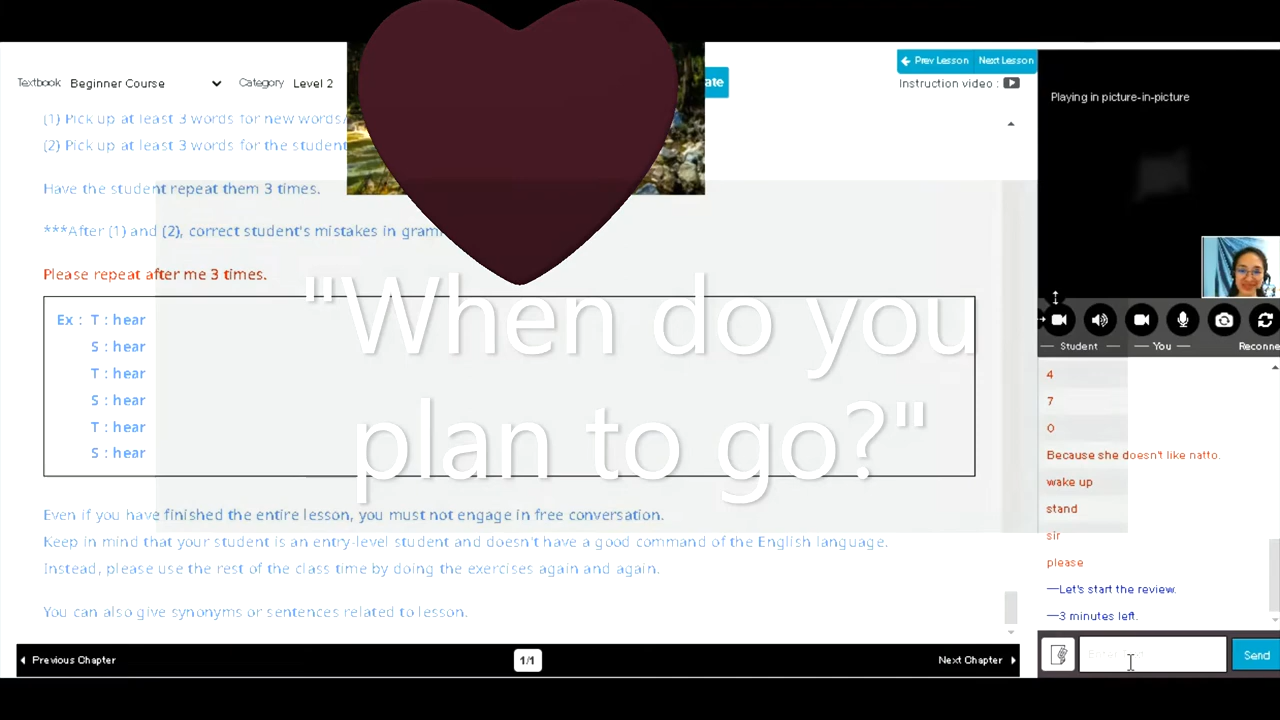 Textbook Beginner Course Category Level 2 ate
Prev Lesson Next Lesson
Instruction video :
(1) Pick up at least 3 words for new words/
(2) Pick up at least 3 words for the student
Have the student repeat them 3 times.
***After (1) and (2), correct student's mistakes in gram
Please repeat after me 3 times.
Ex : T : hear
S : hear
T : hear
S : hear
T : hear
S : hear
Even if you have finished the entire lesson, you must not engage in free conversation.
Keep in mind that your student is an entry-level student and doesn't have a good command of the English language.
Instead, please use the rest of the class time by doing the exercises again and again.
You can also give synonyms or sentences related to lesson.
Previous Chapter 1/1 Next Chapter
"When do you
plan to go?"
Playing in picture-in-picture
Student You Reconne
4
7
0
Because she doesn't like natto.
wake up
stand
sir
please
—Let's start the review.
—3 minutes left.
Send